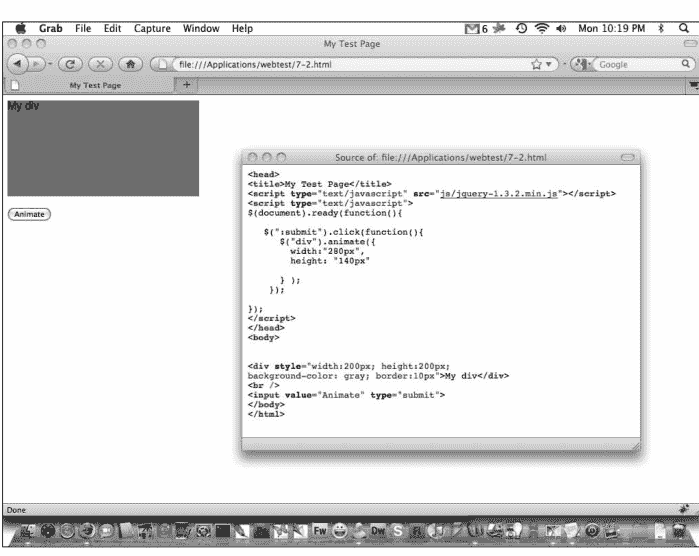 Grab File Edit Capture Window Help 6 Mon 10:19 PM
My Test Page
file:///Applications/webtest/7-2.html Google
My Test Page +
My div
Animate
Source of: file:///Applications/webtest/7-2.html
<head>
<title>My Test Page</title>
<script type="text/javascript" src="js/jquery-1.3.2.min.js"></script>
<script type="text/javascript">
$(document).ready(function(){
$(":submit").click(function(){
$("div").animate({
width:"280px",
height: "140px"
} );
});
});
</script>
</head>
<body>
<div style="width:200px; height:200px;
background-color: gray; border:10px">My div</div>
<br />
<input value="Animate" type="submit">
</body>
</html>
Done
Fw Dw S